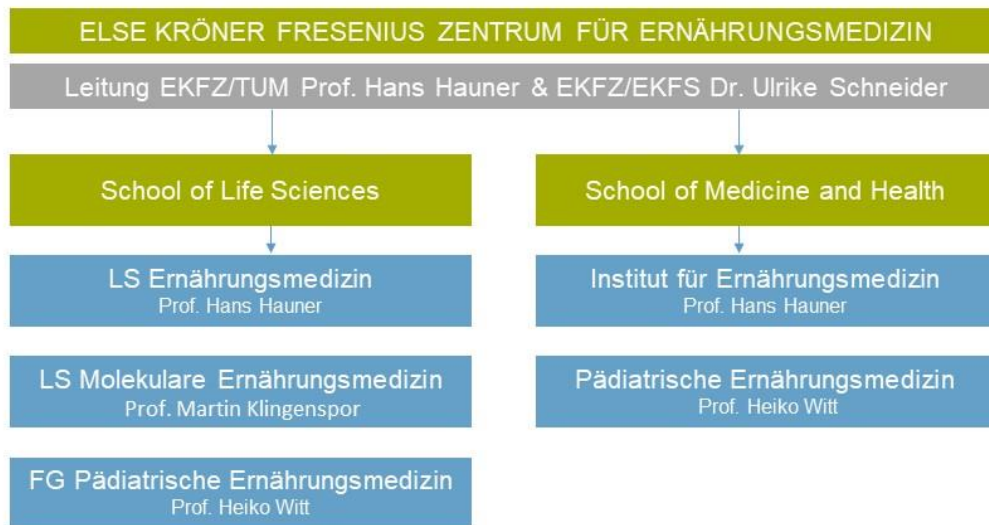 ELSE KRÖNER FRESENIUS ZENTRUM FÜR ERNÄHRUNGSMEDIZIN
Leitung EKFZ/TUM Prof. Hans Hauner & EKFZ/EKFS Dr. Ulrike Schneider
School of Life Sciences
School of Medicine and Health
LS Ernährungsmedizin
Prof. Hans Hauner
Institut für Ernährungsmedizin
Prof. Hans Hauner
LS Molekulare Ernährungsmedizin
Prof. Martin Klingenspor
Pädiatrische Ernährungsmedizin
Prof. Heiko Witt
FG Pädiatrische Ernährungsmedizin
Prof. Heiko Witt